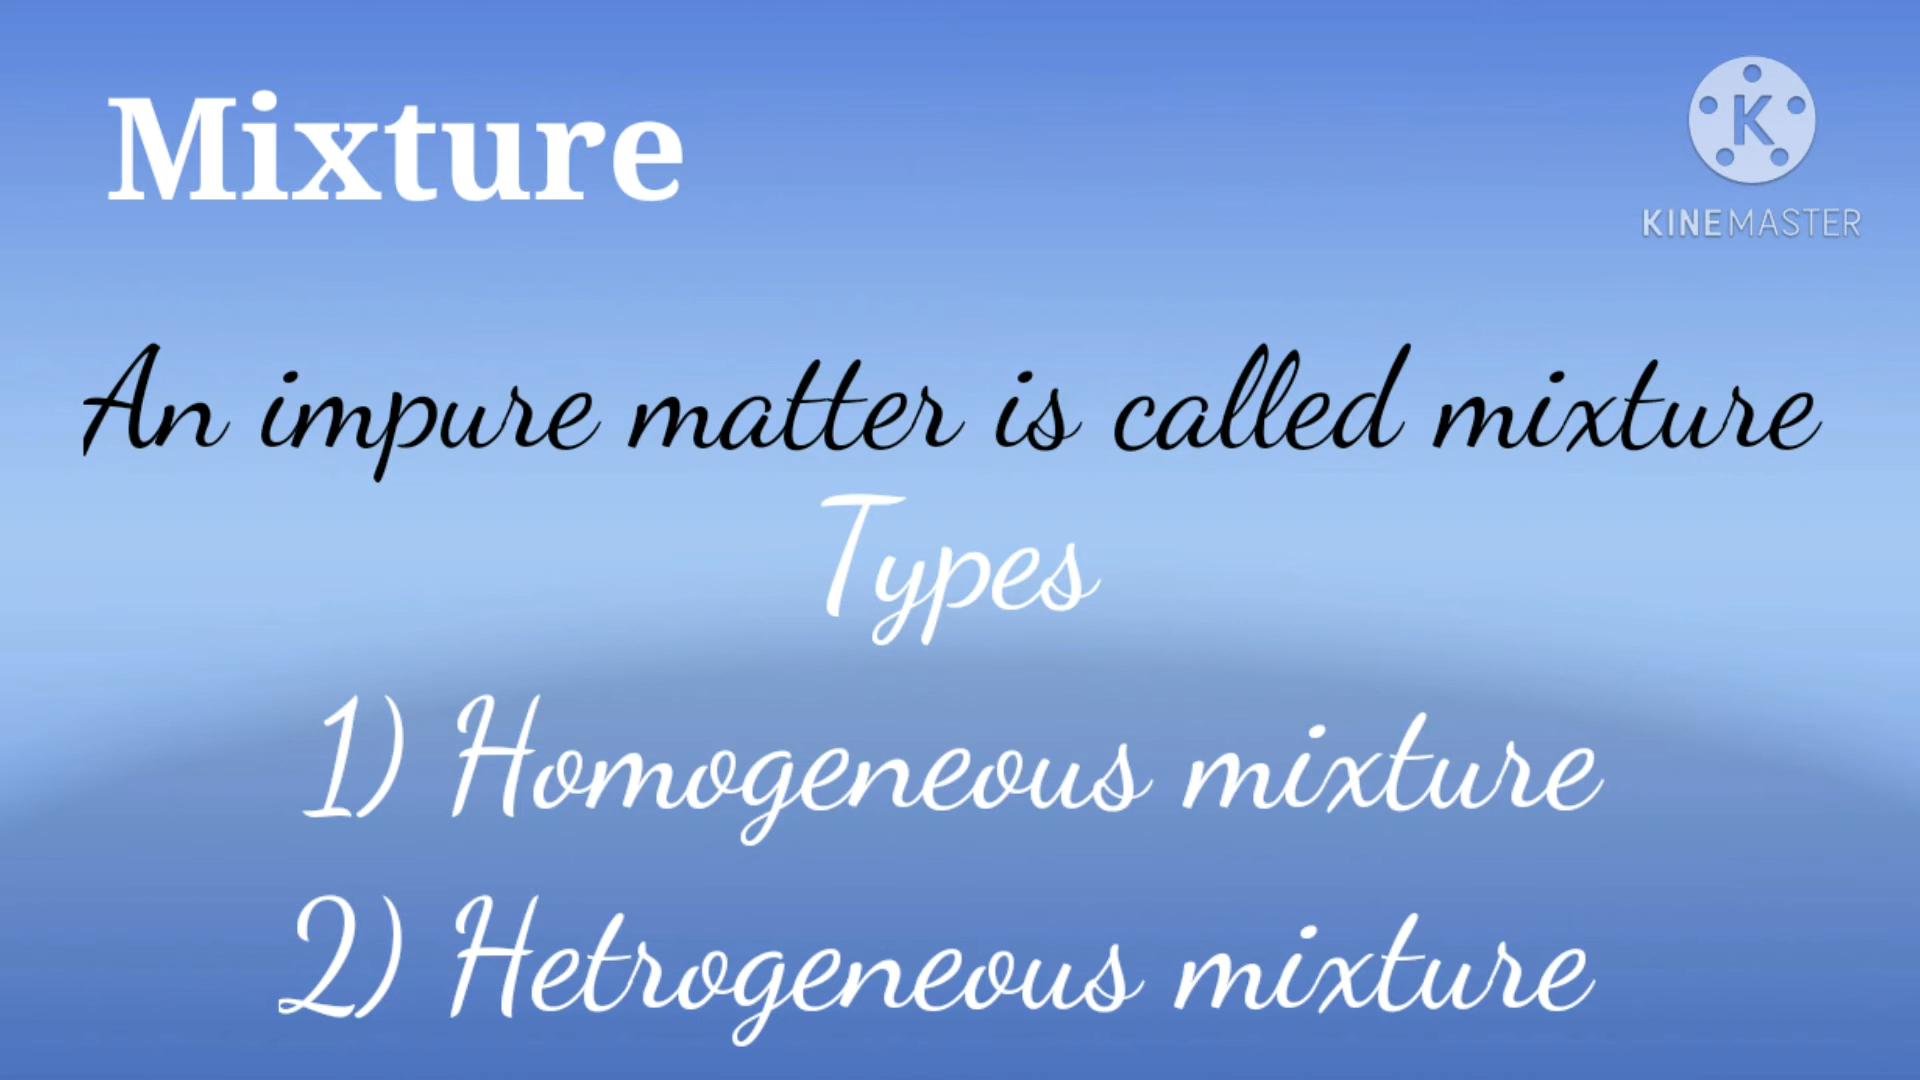 Mixture
K
KINEMASTER
An impure matter is called mixture
Types
1) Homogeneous mixture
2) Hetrogeneous mixture